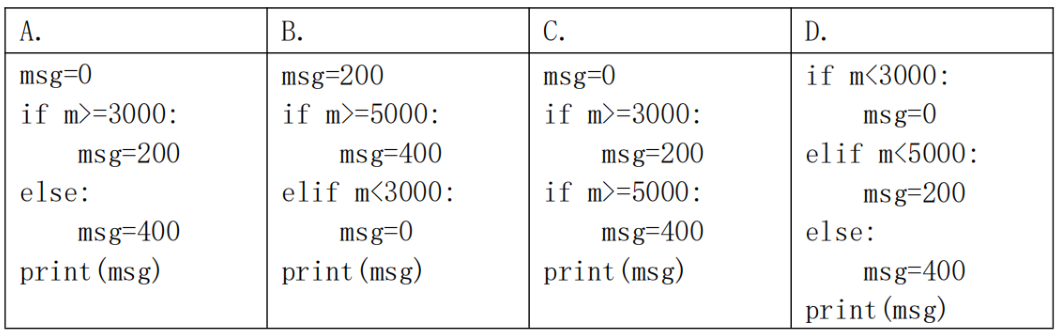 A.
msg=0
if m>=3000:
    msg=200
else:
    msg=400
print(msg)
B.
msg=200
if m>=5000:
    msg=400
elif m<3000:
    msg=0
print(msg)
C.
msg=0
if m>=3000:
    msg=200
if m>=5000:
    msg=400
print(msg)
D.
if m<3000:
    msg=0
elif m<5000:
    msg=200
else:
    msg=400
print(msg)